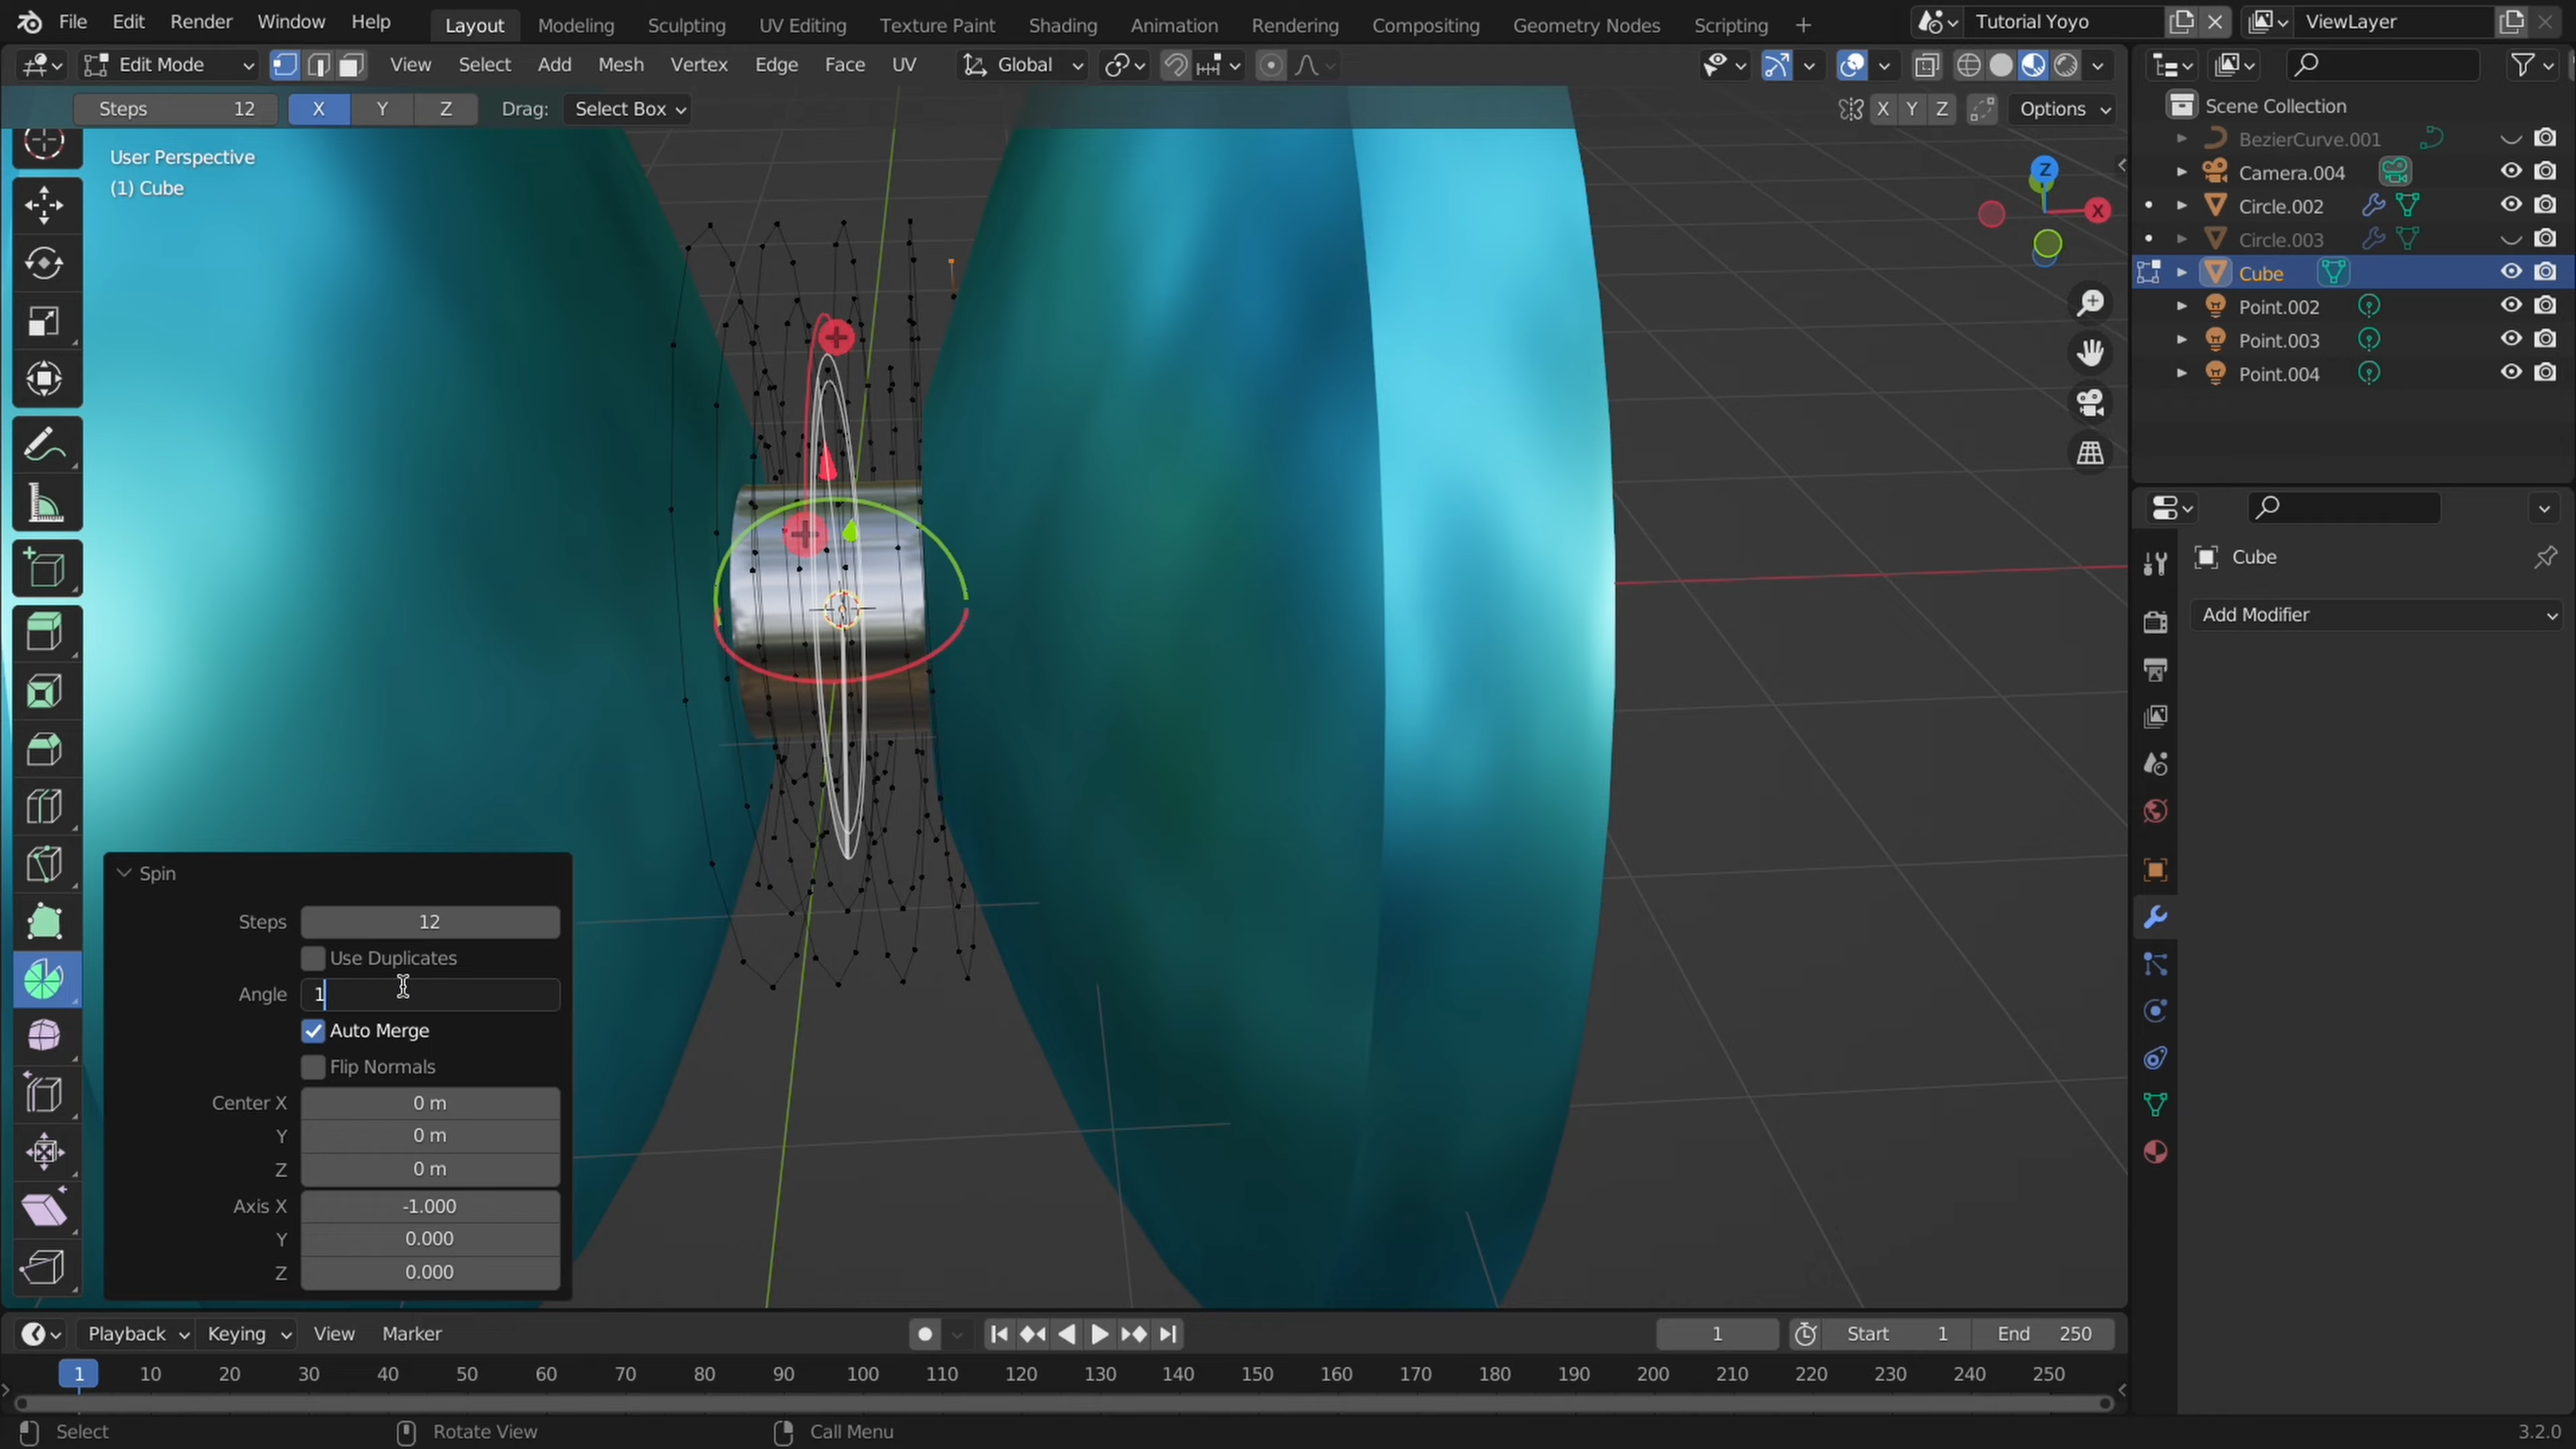 File Edit Render Window Help Layout Modeling Sculpting UV Editing Texture Paint Shading Animation Rendering Compositing Geometry Nodes Scripting + Tutorial Yoyo ViewLayer
Edit Mode View Select Add Mesh Vertex Edge Face UV Global
Steps 12 X Y Z Drag: Select Box X Y Z Options
User Perspective
(1) Cube
Z
X
Scene Collection
BezierCurve.001
Camera.004
Circle.002
Circle.003
Cube
Point.002
Point.003
Point.004
Cube
Add Modifier
Spin
Steps 12
Use Duplicates
Angle 1
Auto Merge
Flip Normals
Center X 0 m
Y 0 m
Z 0 m
Axis X -1.000
Y 0.000
Z 0.000
Playback Keying View Marker 1 Start 1 End 250
1 10 20 30 40 50 60 70 80 90 100 110 120 130 140 150 160 170 180 190 200 210 220 230 240 250
Select Rotate View Call Menu 3.2.0